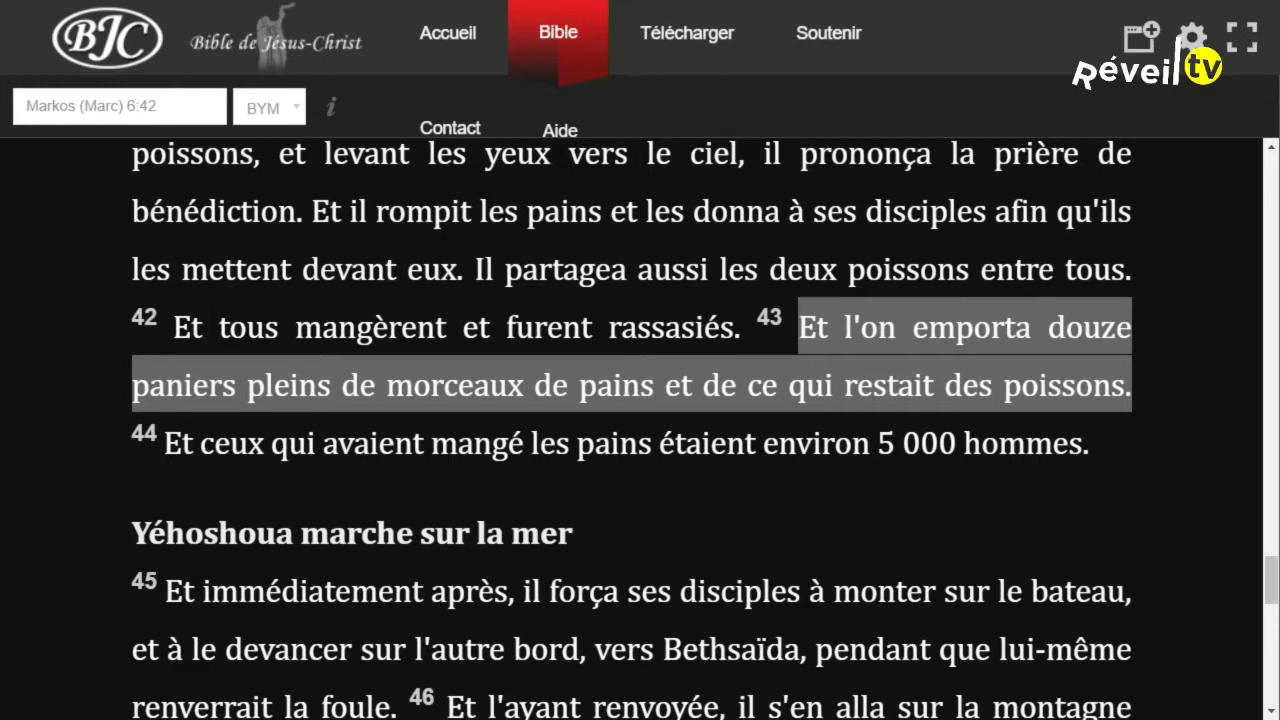 BJC
Bible de Jésus-Christ
Accueil
Bible
Télécharger
Soutenir
Réveil tv
Markos (Marc) 6:42
BYM
i
Contact
Aide
poissons, et levant les yeux vers le ciel, il prononça la prière de
bénédiction. Et il rompit les pains et les donna à ses disciples afin qu'ils
les mettent devant eux. Il partagea aussi les deux poissons entre tous.
42 Et tous mangèrent et furent rassasiés. 43 Et l'on emporta douze
paniers pleins de morceaux de pains et de ce qui restait des poissons.
44 Et ceux qui avaient mangé les pains étaient environ 5 000 hommes.
Yéhoshoua marche sur la mer
45 Et immédiatement après, il força ses disciples à monter sur le bateau,
et à le devancer sur l'autre bord, vers Bethsaïda, pendant que lui-même
renverrait la foule. 46 Et l'ayant renvoyée, il s'en alla sur la montagne